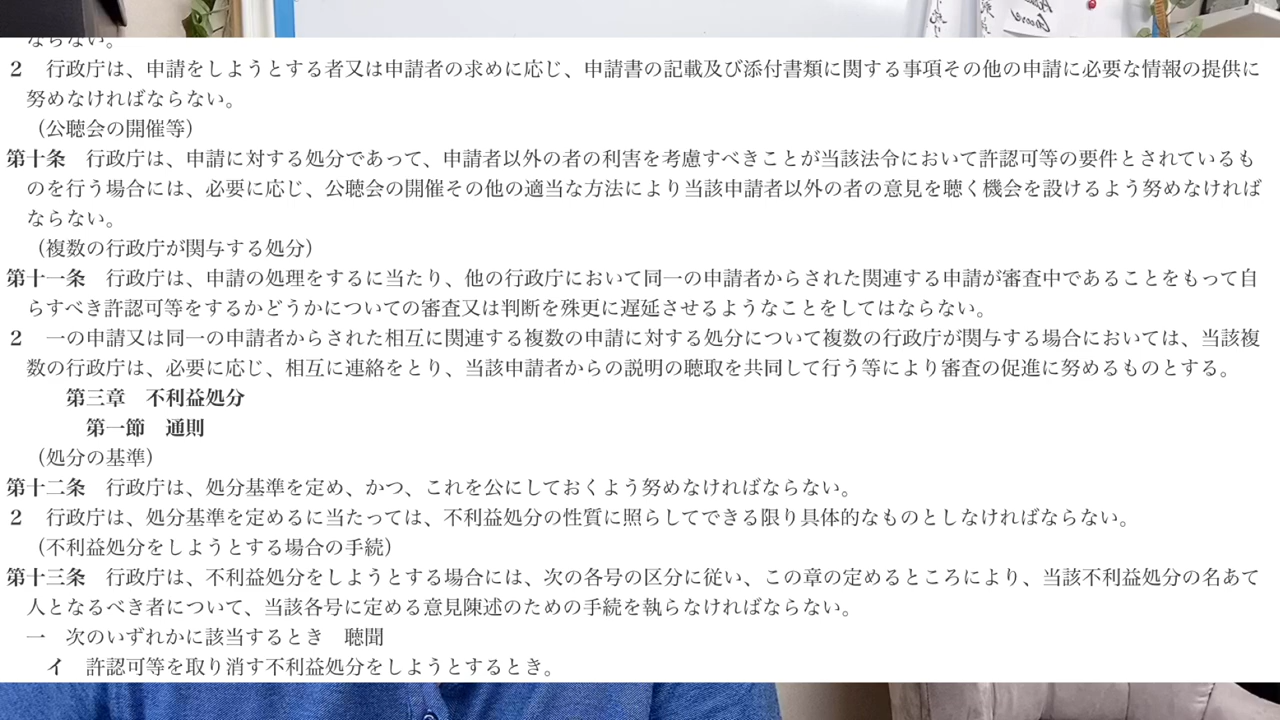 ならない。
２　行政庁は、申請をしようとする者又は申請者の求めに応じ、申請書の記載及び添付書類に関する事項その他の申請に必要な情報の提供に
努めなければならない。
（公聴会の開催等）
第十条　行政庁は、申請に対する処分であって、申請者以外の者の利害を考慮すべきことが当該法令において許認可等の要件とされているも
のを行う場合には、必要に応じ、公聴会の開催その他の適当な方法により当該申請者以外の者の意見を聴く機会を設けるよう努めなければ
ならない。
（複数の行政庁が関与する処分）
第十一条　行政庁は、申請の処理をするに当たり、他の行政庁において同一の申請者からされた関連する申請が審査中であることをもって自
らすべき許認可等をするかどうかについての審査又は判断を殊更に遅延させるようなことをしてはならない。
２　一の申請又は同一の申請者からされた相互に関連する複数の申請に対する処分について複数の行政庁が関与する場合においては、当該複
数の行政庁は、必要に応じ、相互に連絡をとり、当該申請者からの説明の聴取を共同して行う等により審査の促進に努めるものとする。
第三章　不利益処分
第一節　通則
（処分の基準）
第十二条　行政庁は、処分基準を定め、かつ、これを公にしておくよう努めなければならない。
２　行政庁は、処分基準を定めるに当たっては、不利益処分の性質に照らしてできる限り具体的なものとしなければならない。
（不利益処分をしようとする場合の手続）
第十三条　行政庁は、不利益処分をしようとする場合には、次の各号の区分に従い、この章の定めるところにより、当該不利益処分の名あて
人となるべき者について、当該各号に定める意見陳述のための手続を執らなければならない。
一　次のいずれかに該当するとき　聴聞
イ　許認可等を取り消す不利益処分をしようとするとき。